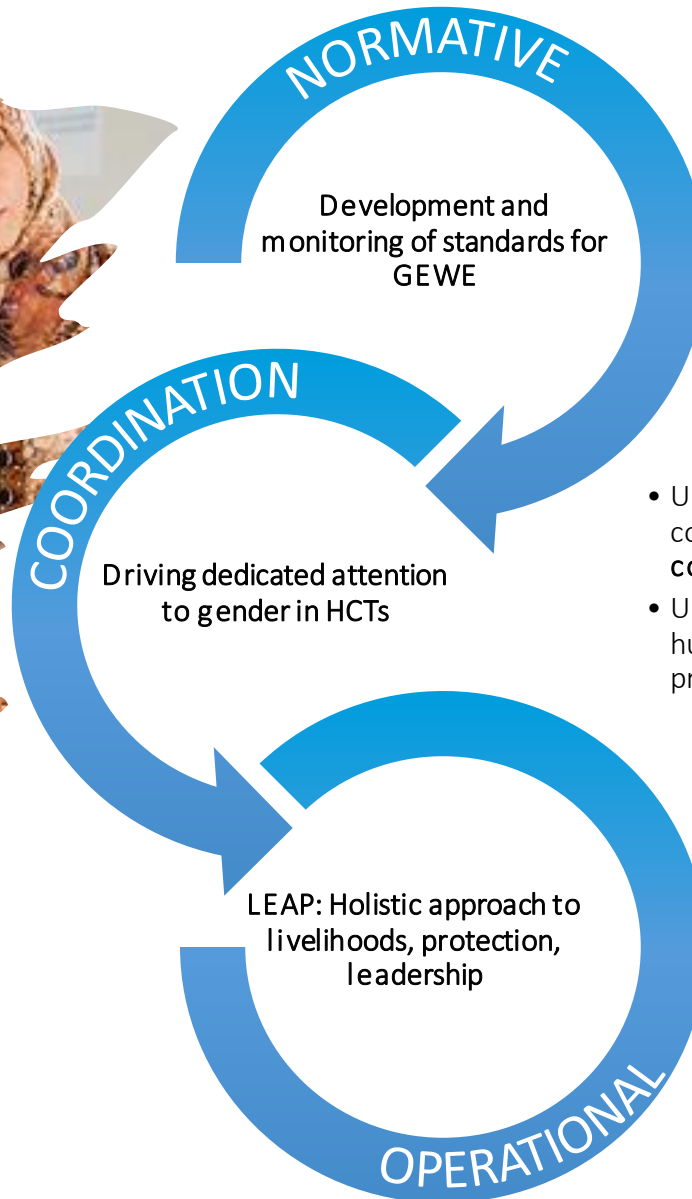 NORMATIVE
Development and
monitoring of standards for
GEWE
COORDINATION
Driving dedicated attention
to gender in HCTs
•
•
LEAP: Holistic approach to
livelihoods, protection,
leadership
OPERATIONAL